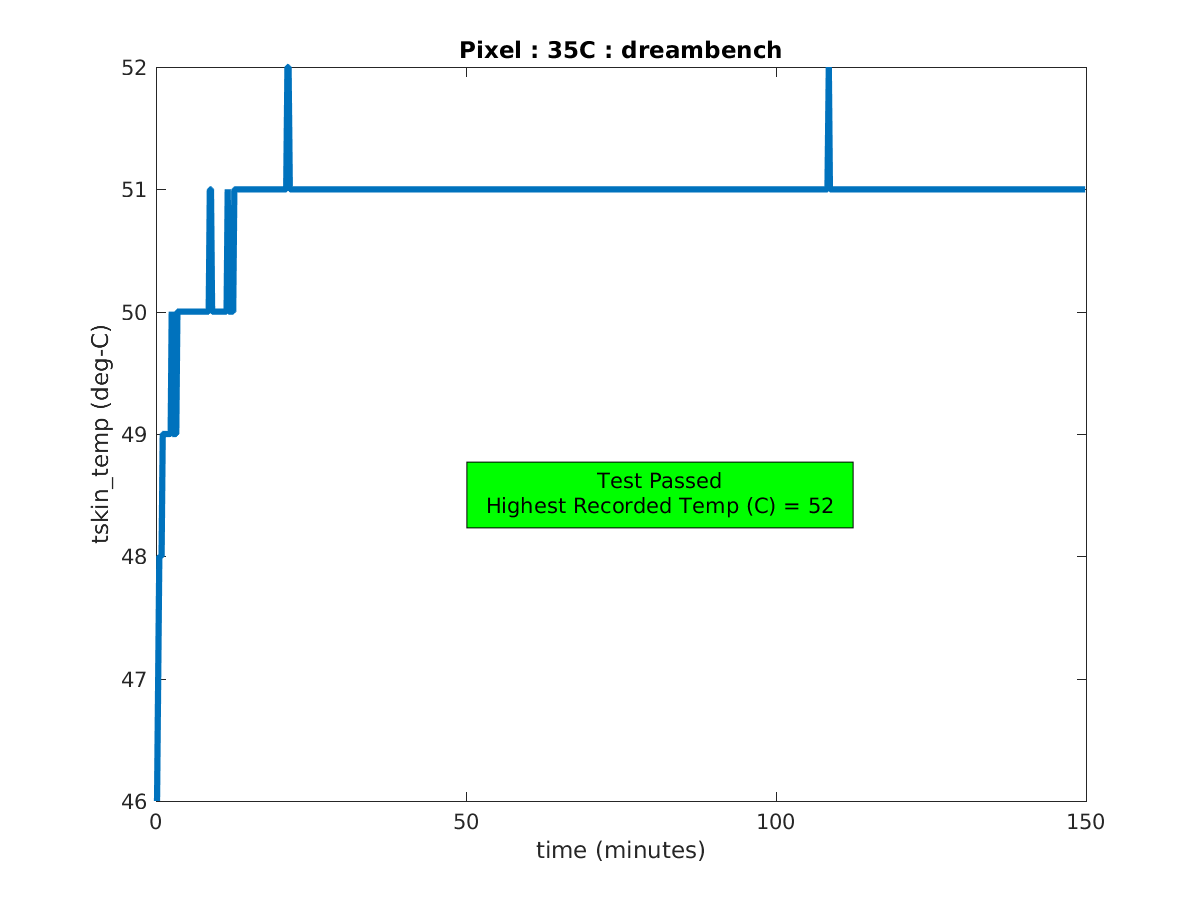 Pixel : 35C : dreambench
52
51
50
49
48
47
46
tskin_temp (deg-C)
Test Passed
Highest Recorded Temp (C) = 52
0
50
100
150
time (minutes)